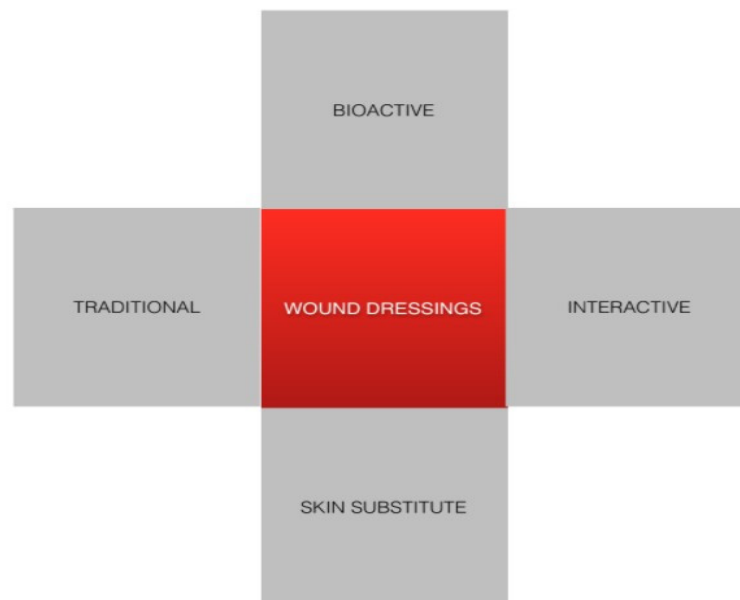 BIOACTIVE
TRADITIONAL
WOUND DRESSINGS
INTERACTIVE
SKIN SUBSTITUTE